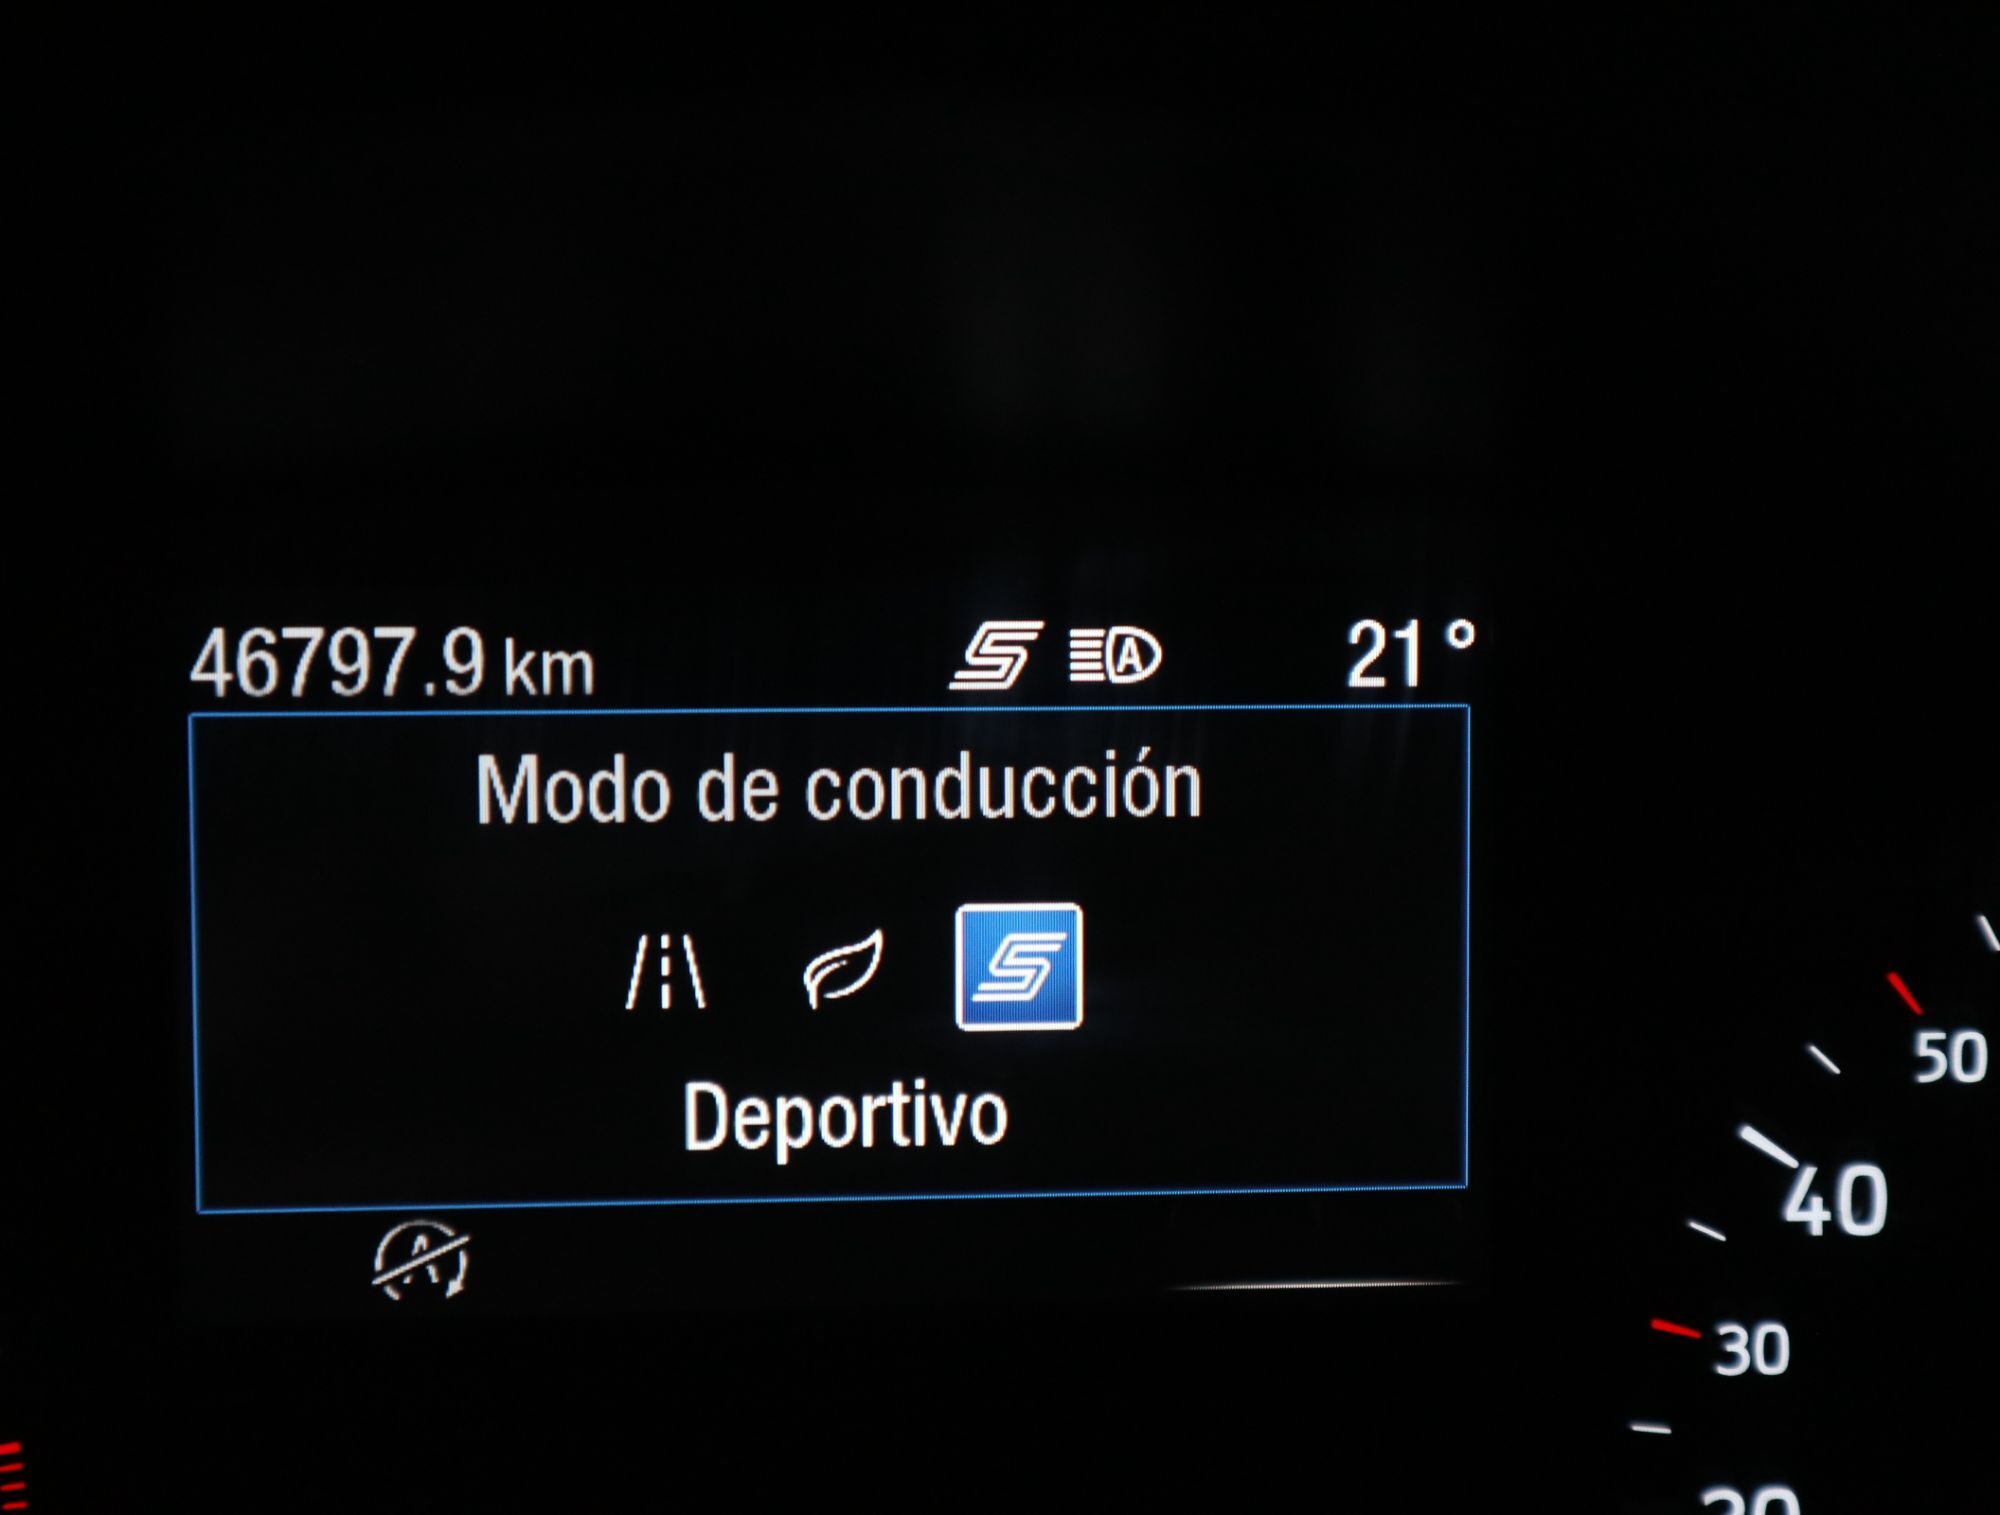 46797.9 km
21°
Modo de conducción
Deportivo
50
40
30